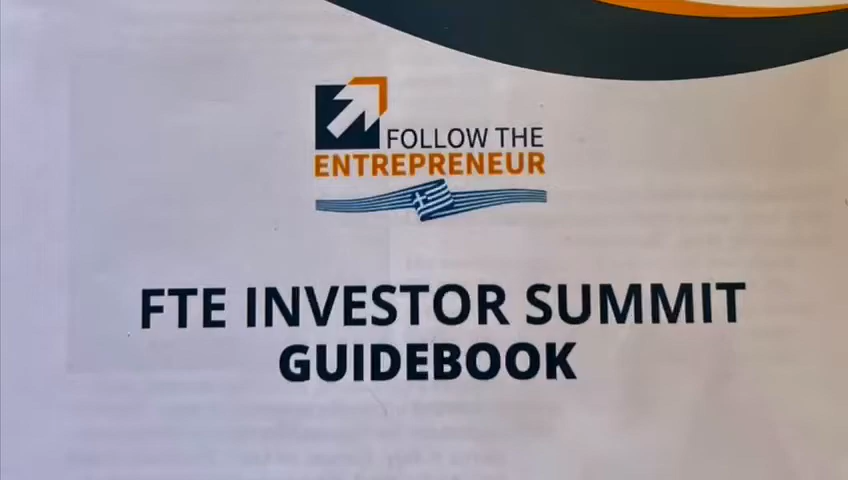 FOLLOW THE
ENTREPRENEUR
FTE INVESTOR SUMMIT
GUIDEBOOK